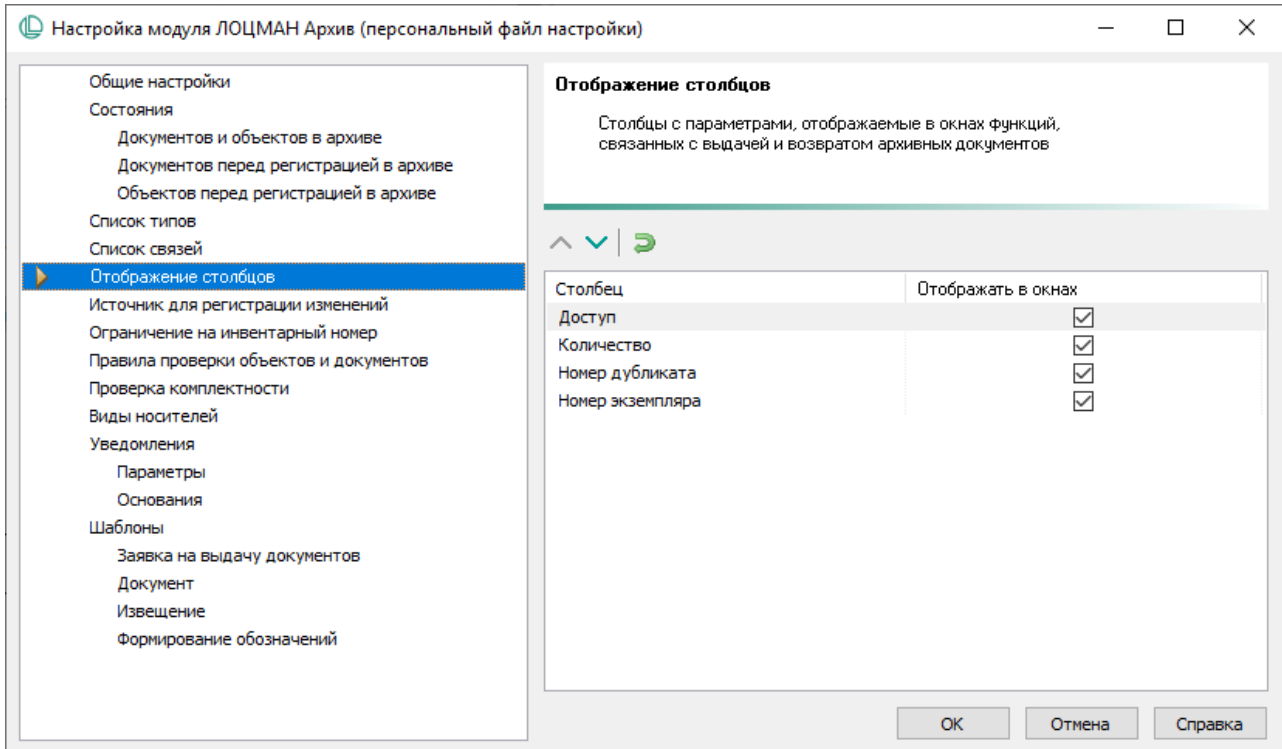 Настройка модуля ЛОЦМАН Архив (персональный файл настройки)
Общие настройки
Состояния
Документов и объектов в архиве
Документов перед регистрацией в архиве
Объектов перед регистрацией в архиве
Список типов
Список связей
Отображение столбцов
Источник для регистрации изменений
Ограничение на инвентарный номер
Правила проверки объектов и документов
Проверка комплектности
Виды носителей
Уведомления
Параметры
Основания
Шаблоны
Заявка на выдачу документов
Документ
Извещение
Формирование обозначений
Отображение столбцов
Столбцы с параметрами, отображаемые в окнах функций,
связанных с выдачей и возвратом архивных документов
Столбец Отображать в окнах
Доступ
Количество
Номер дубликата
Номер экземпляра
ОК Отмена Справка